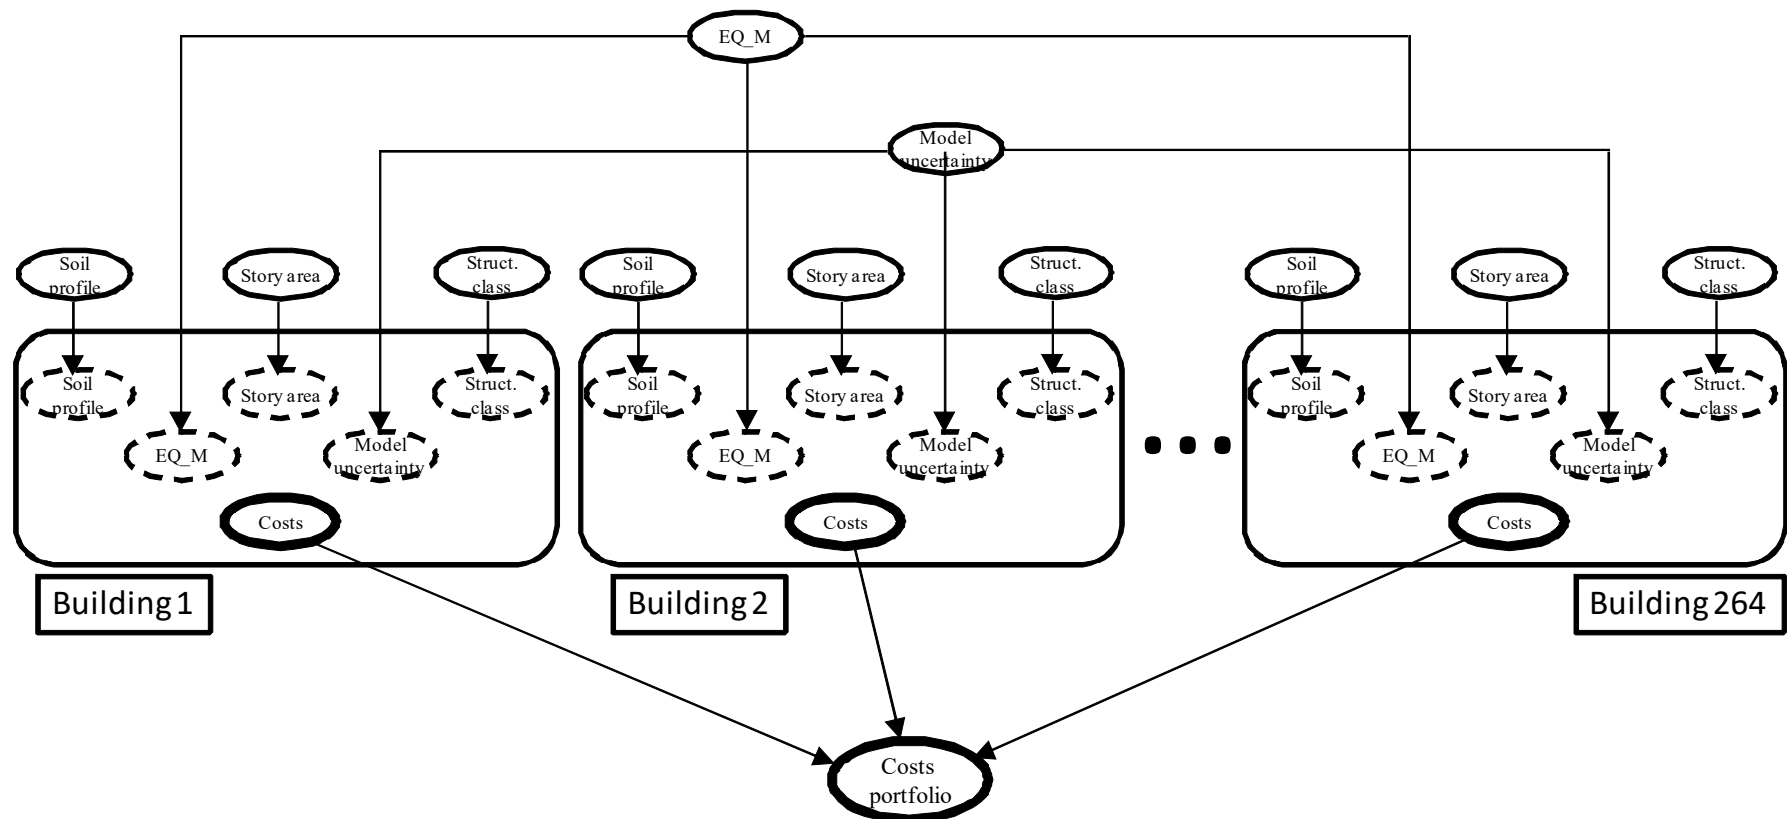 EQ_M
Model
uncertainty
Soil
profile
Story area
Struct.
class
Soil
profile
Story area
Struct.
class
Soil
profile
Story area
Struct.
class
Soil
profile
Story area
Struct.
class
EQ_M
Model
uncertainty
Costs
Building 1
Soil
profile
Story area
Struct.
class
EQ_M
Model
uncertainty
Costs
Building 2
Soil
profile
Story area
Struct.
class
EQ_M
Model
uncertainty
Costs
Building 264
Costs
portfolio